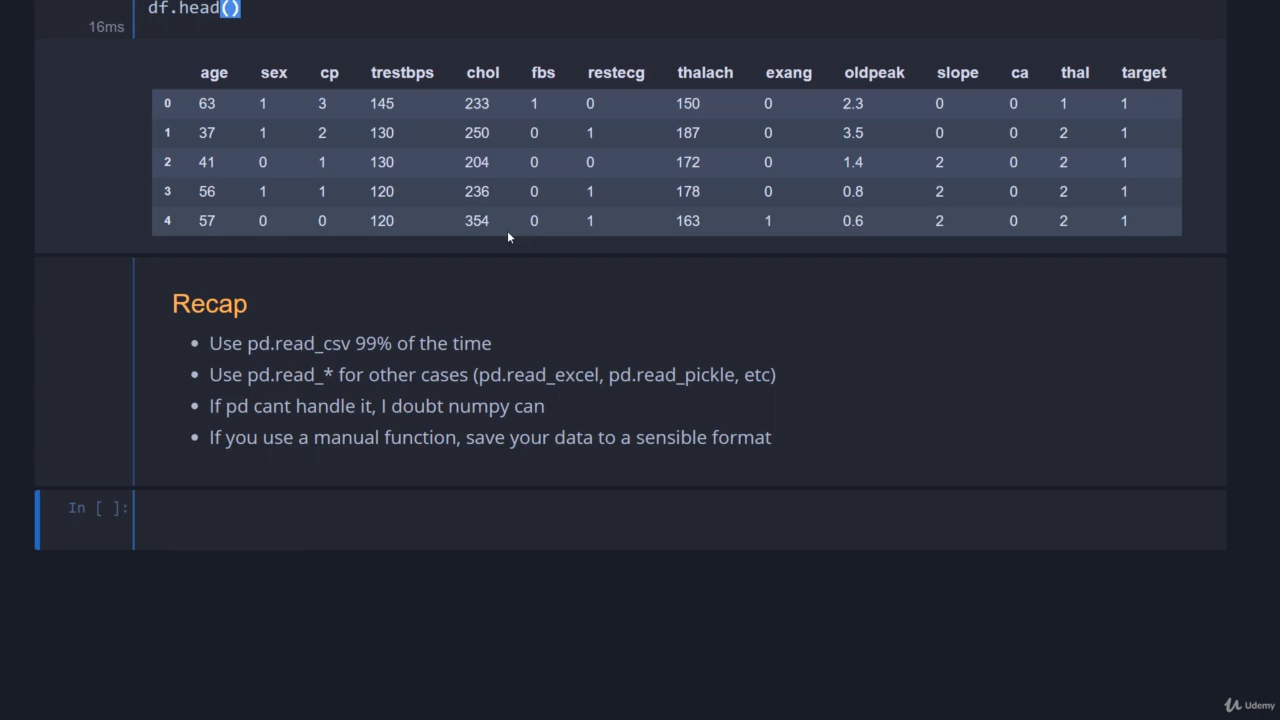 df.head()
16ms
age sex cp trestbps chol fbs restecg thalach exang oldpeak slope ca thal target
0 63 1 3 145 233 1 0 150 0 2.3 0 0 1 1
1 37 1 2 130 250 0 1 187 0 3.5 0 0 2 1
2 41 0 1 130 204 0 0 172 0 1.4 2 0 2 1
3 56 1 1 120 236 0 1 178 0 0.8 2 0 2 1
4 57 0 0 120 354 0 1 163 1 0.6 2 0 2 1
Recap
• Use pd.read_csv 99% of the time
• Use pd.read_* for other cases (pd.read_excel, pd.read_pickle, etc)
• If pd cant handle it, I doubt numpy can
• If you use a manual function, save your data to a sensible format
In [ ]:
Udemy